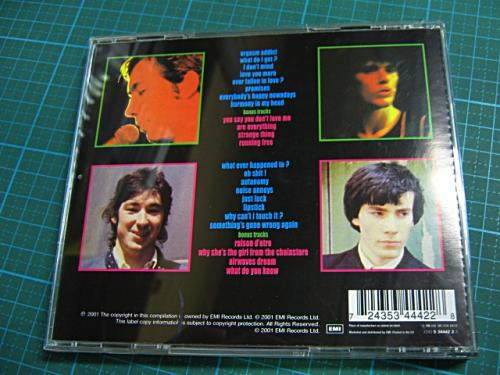 orgasm addict
what do i get ?
i don't mind
love you more
ever fallen in love ?
promises
everybody's happy nowadays
harmony in my head
bonus tracks
you say you don't love me
are everything
strange thing
running free
what ever happened to ?
oh shit !
autonomy
noise annoys
just lust
lipstick
why can't i touch it ?
something's gone wrong again
bonus tracks
raison d'etre
why she's the girl from the chainstore
airwaves dream
what do you know
℗ 2001 The copyright in this compilation is owned by EMI Records Ltd. © 2001 EMI Records Ltd.
This label copy information is subject to copyright protection. All Rights Reserved.
© 2001 EMI Records Ltd.
EMI
7 24353 44422 8